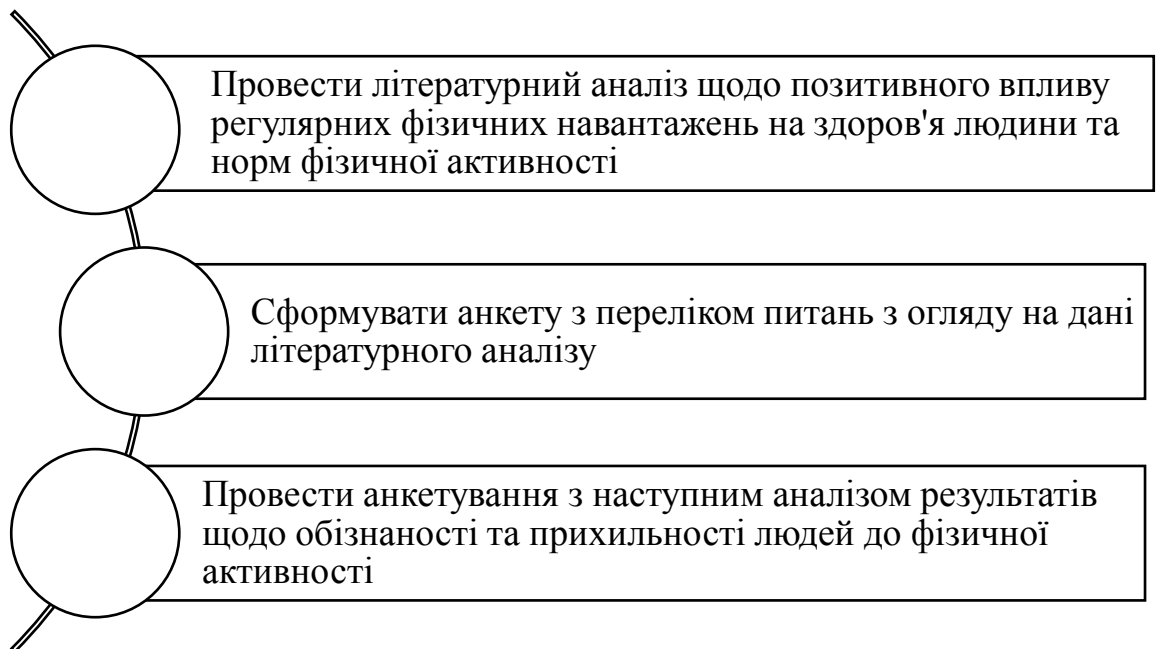 Провести літературний аналіз щодо позитивного впливу
регулярних фізичних навантажень на здоров'я людини та
норм фізичної активності
Сформувати анкету з переліком питань з огляду на дані
літературного аналізу
Провести анкетування з наступним аналізом результатів
щодо обізнаності та прихильності людей до фізичної
активності